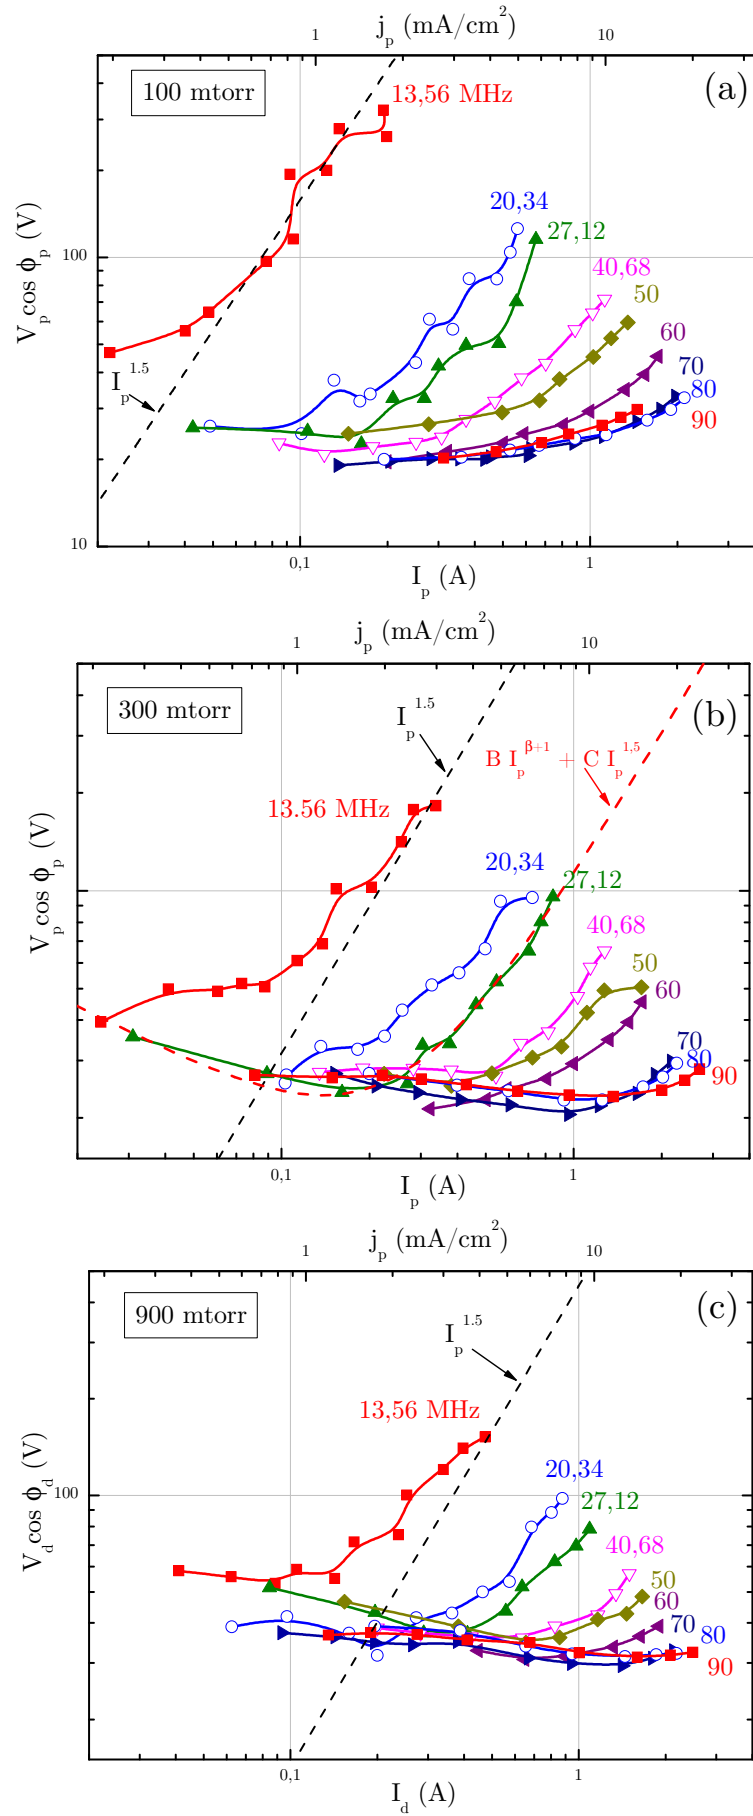 j_p (mA/cm²)
1 10
100 mtorr
(a)
13,56 MHz
20,34
27,12
40,68
50
60
70
80
90
I_p^1.5
V_p cos ϕ_p (V)
100
10
0,1 1
I_p (A)
j_p (mA/cm²)
1 10
300 mtorr
(b)
I_p^1.5
B I_p^β+1 + C I_p^1,5
13.56 MHz
20,34
27,12
40,68
50
60
70
80
90
V_p cos ϕ_p (V)
0,1 1
I_p (A)
j_p (mA/cm²)
1 10
900 mtorr
(c)
I_p^1.5
13,56 MHz
20,34
27,12
40,68
50
60
70
80
90
V_d cos ϕ_d (V)
100
0,1 1
I_d (A)